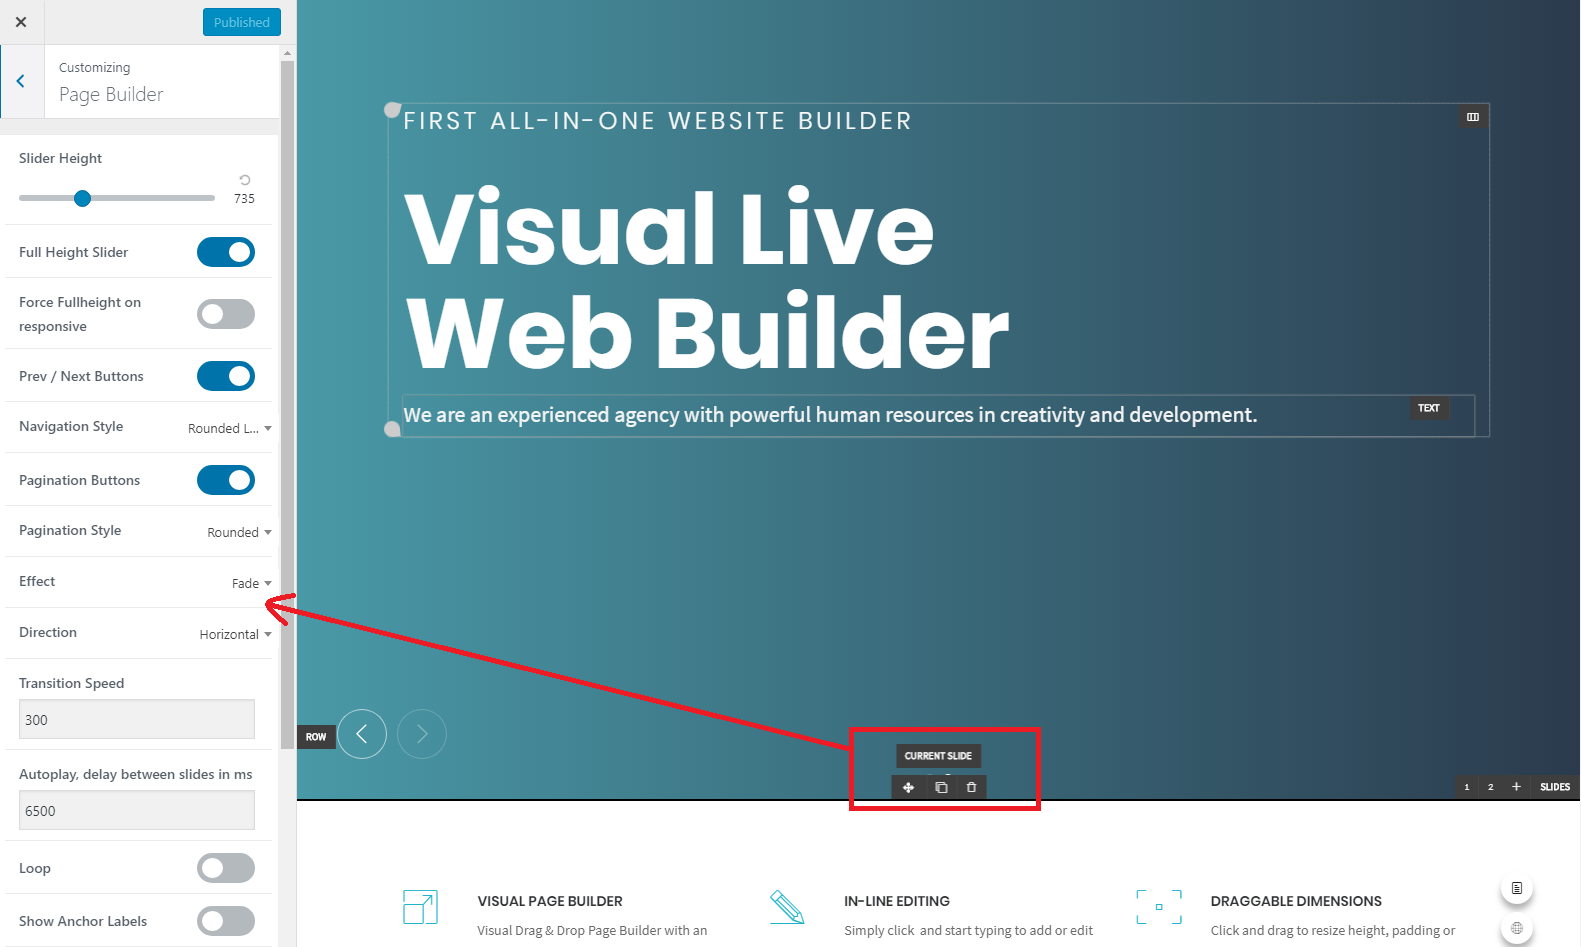 Published
Customizing
Page Builder
Slider Height
735
Full Height Slider
Force Fullheight on
responsive
Prev / Next Buttons
Navigation Style
Rounded L...
Pagination Buttons
Pagination Style
Rounded
Effect
Fade
Direction
Horizontal
Transition Speed
300
Autoplay, delay between slides in ms
6500
Loop
Show Anchor Labels
FIRST ALL-IN-ONE WEBSITE BUILDER
Visual Live
Web Builder
We are an experienced agency with powerful human resources in creativity and development.
TEXT
ROW
CURRENT SLIDE
1 2 + SLIDES
VISUAL PAGE BUILDER
Visual Drag & Drop Page Builder with an
IN-LINE EDITING
Simply click and start typing to add or edit
DRAGGABLE DIMENSIONS
Click and drag to resize height, padding or